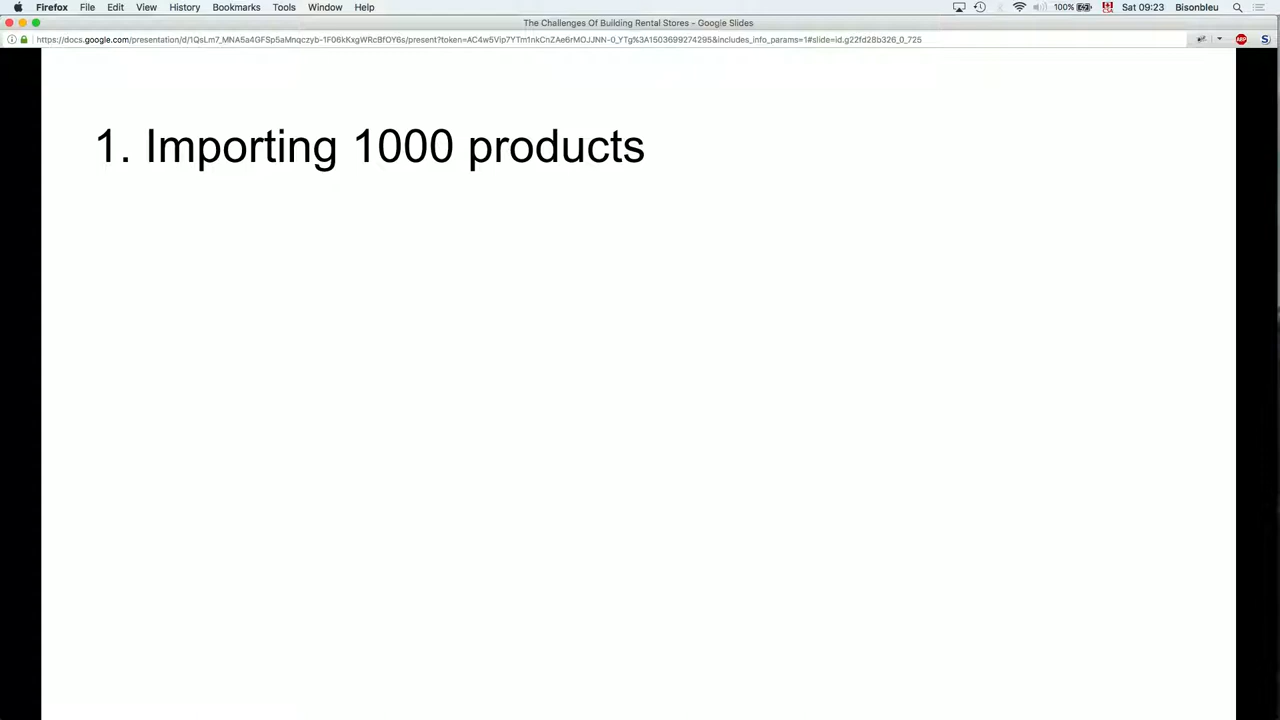 Firefox File Edit View History Bookmarks Tools Window Help 100% Sat 09:23 Bisonbleu
The Challenges Of Building Rental Stores – Google Slides
1. Importing 1000 products